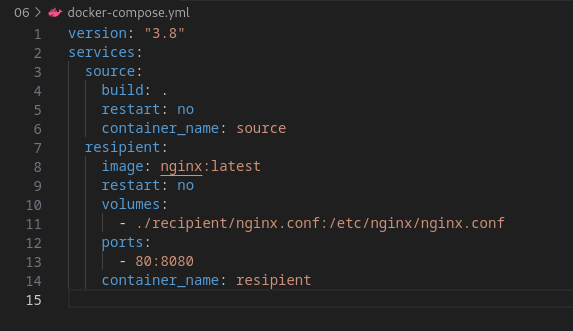 06 > docker-compose.yml
1 version: "3.8"
2 services:
3   source:
4     build: .
5     restart: no
6     container_name: source
7   resipient:
8     image: nginx:latest
9     restart: no
10     volumes:
11       - ./recipient/nginx.conf:/etc/nginx/nginx.conf
12     ports:
13       - 80:8080
14     container_name: resipient
15